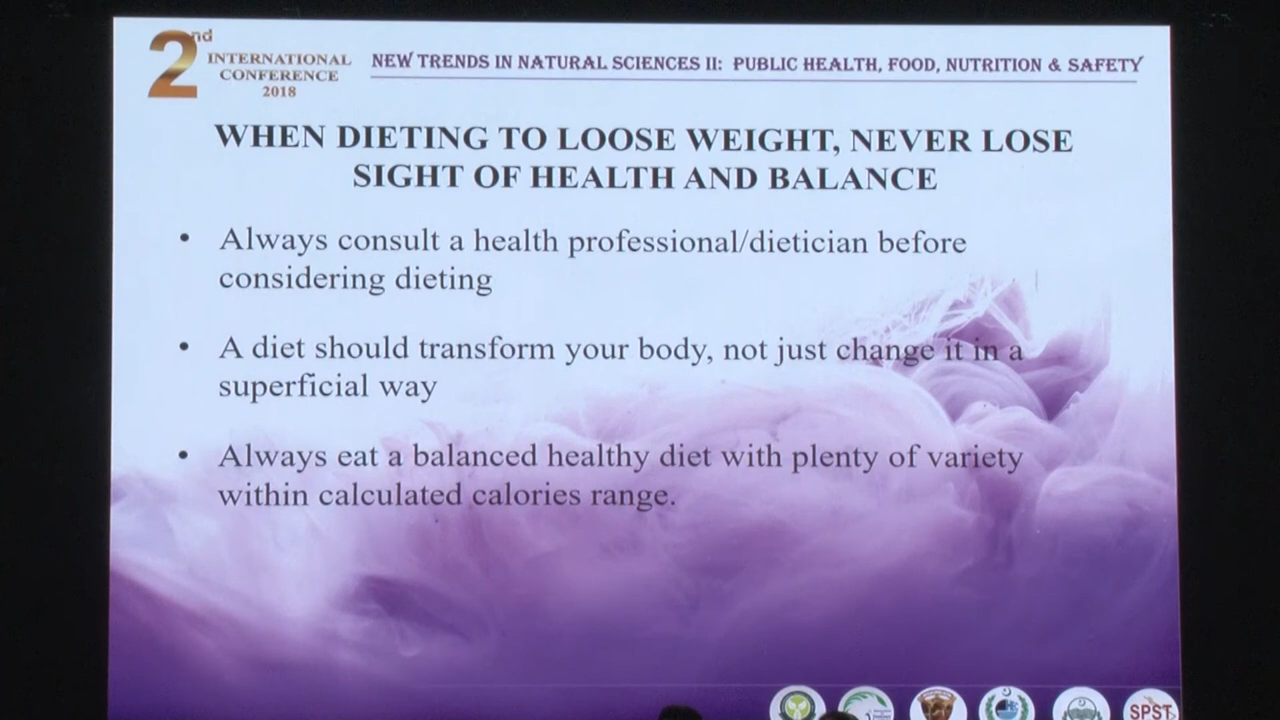 2nd
INTERNATIONAL
CONFERENCE
2018
NEW TRENDS IN NATURAL SCIENCES II: PUBLIC HEALTH, FOOD, NUTRITION & SAFETY
WHEN DIETING TO LOOSE WEIGHT, NEVER LOSE
SIGHT OF HEALTH AND BALANCE
• Always consult a health professional/dietician before
considering dieting
• A diet should transform your body, not just change it in a
superficial way
• Always eat a balanced healthy diet with plenty of variety
within calculated calories range.
SPST